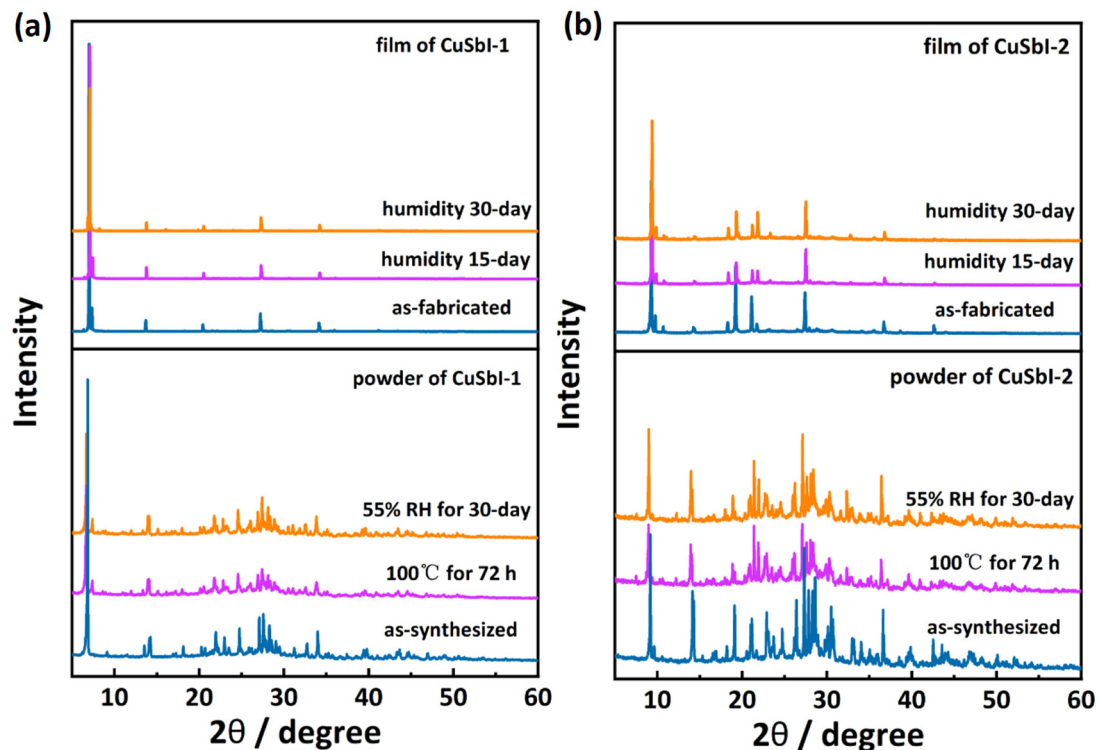 (a)
film of CuSbI-1
humidity 30-day
humidity 15-day
as-fabricated
powder of CuSbI-1
55% RH for 30-day
100℃ for 72 h
as-synthesized
Intensity
10 20 30 40 50 60
2θ / degree
(b)
film of CuSbI-2
humidity 30-day
humidity 15-day
as-fabricated
powder of CuSbI-2
55% RH for 30-day
100℃ for 72 h
as-synthesized
Intensity
10 20 30 40 50 60
2θ / degree